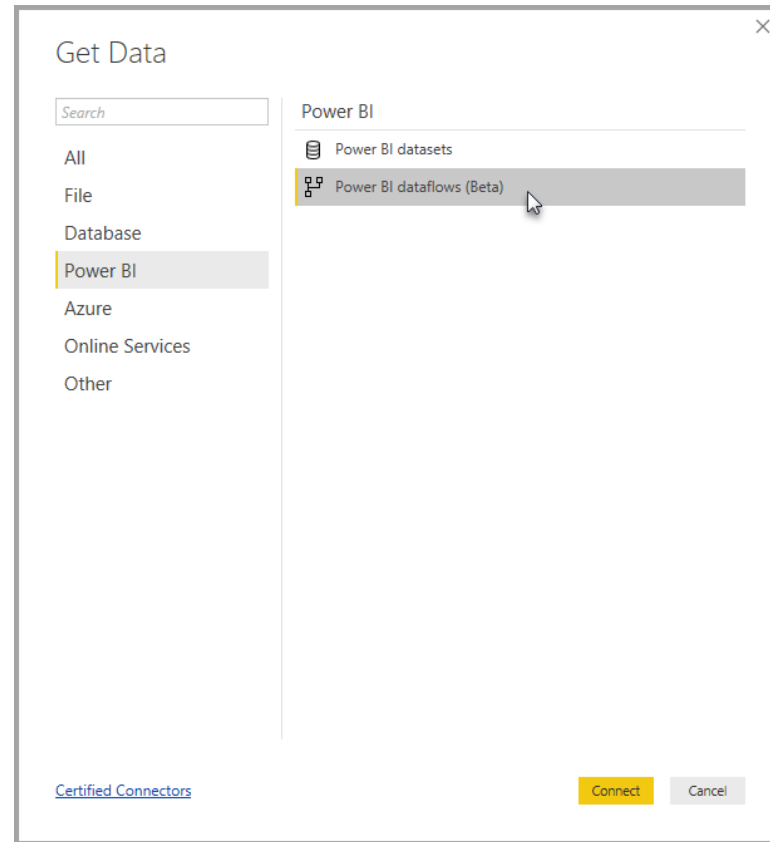 Get Data
Search
All
File
Database
Power BI
Azure
Online Services
Other
Power BI
Power BI datasets
Power BI dataflows (Beta)
Certified Connectors
Connect
Cancel